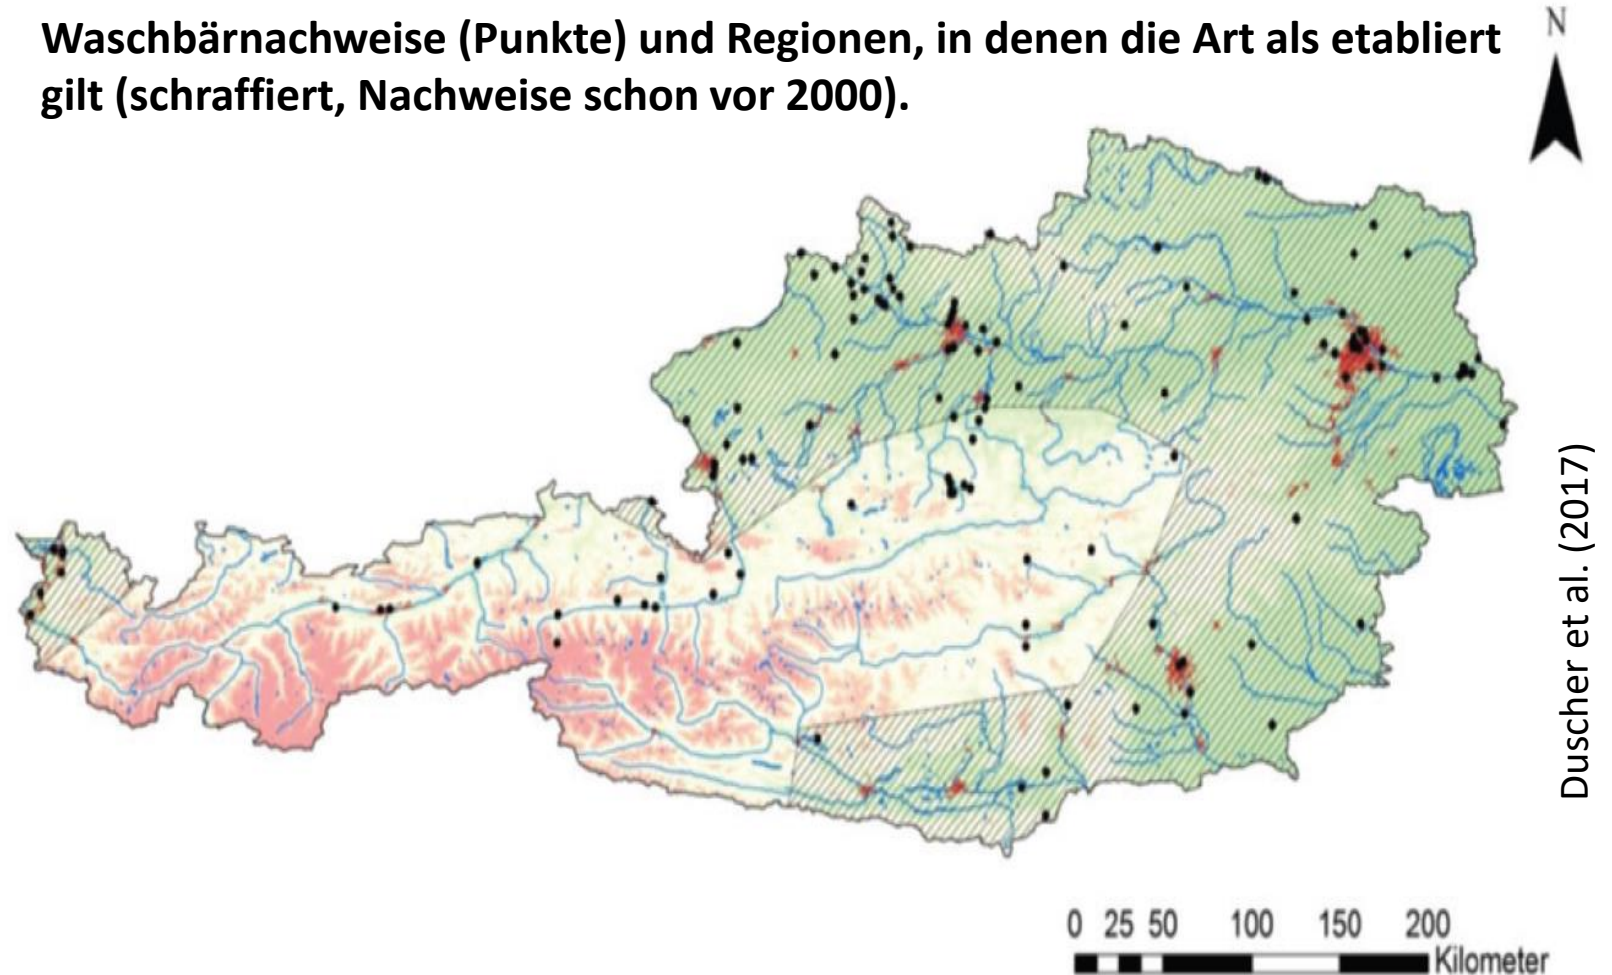 Waschbärnachweise (Punkte) und Regionen, in denen die Art als etabliert
gilt (schraffiert, Nachweise schon vor 2000).
N
Duscher et al. (2017)
0 25 50 100 150 200
Kilometer